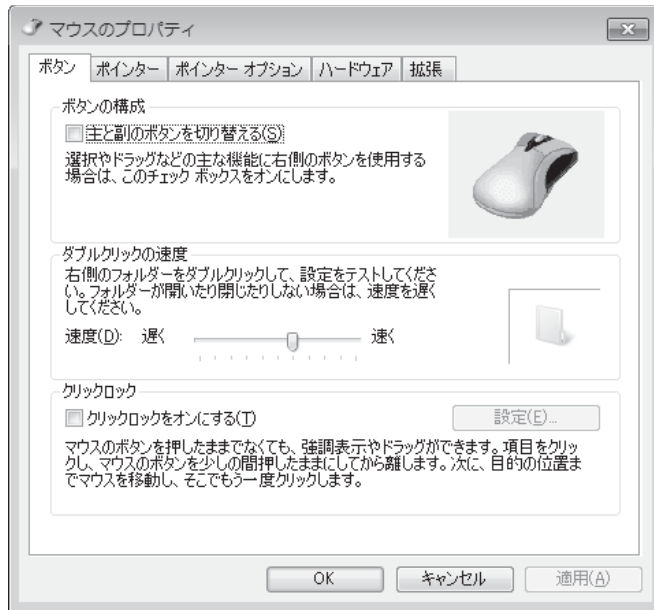 マウスのプロパティ
ボタン ポインター ポインター オプション ハードウェア 拡張
ボタンの構成
主と副のボタンを切り替える(S)
選択やドラッグなどの主な機能に右側のボタンを使用する
場合は、このチェック ボックスをオンにします。
ダブルクリックの速度
右側のフォルダーをダブルクリックして、設定をテストしてくださ
い。フォルダーが開いたり閉じたりしない場合は、速度を遅く
してください。
速度(D): 遅く 速く
クリックロック
クリックロックをオンにする(T) 設定(E)...
マウスのボタンを押したままでなくても、強調表示やドラッグができます。項目をクリッ
クし、マウスのボタンを少しの間押したままにしてから離します。次に、目的の位置ま
でマウスを移動し、そこでもう一度クリックします。
OK キャンセル 適用(A)